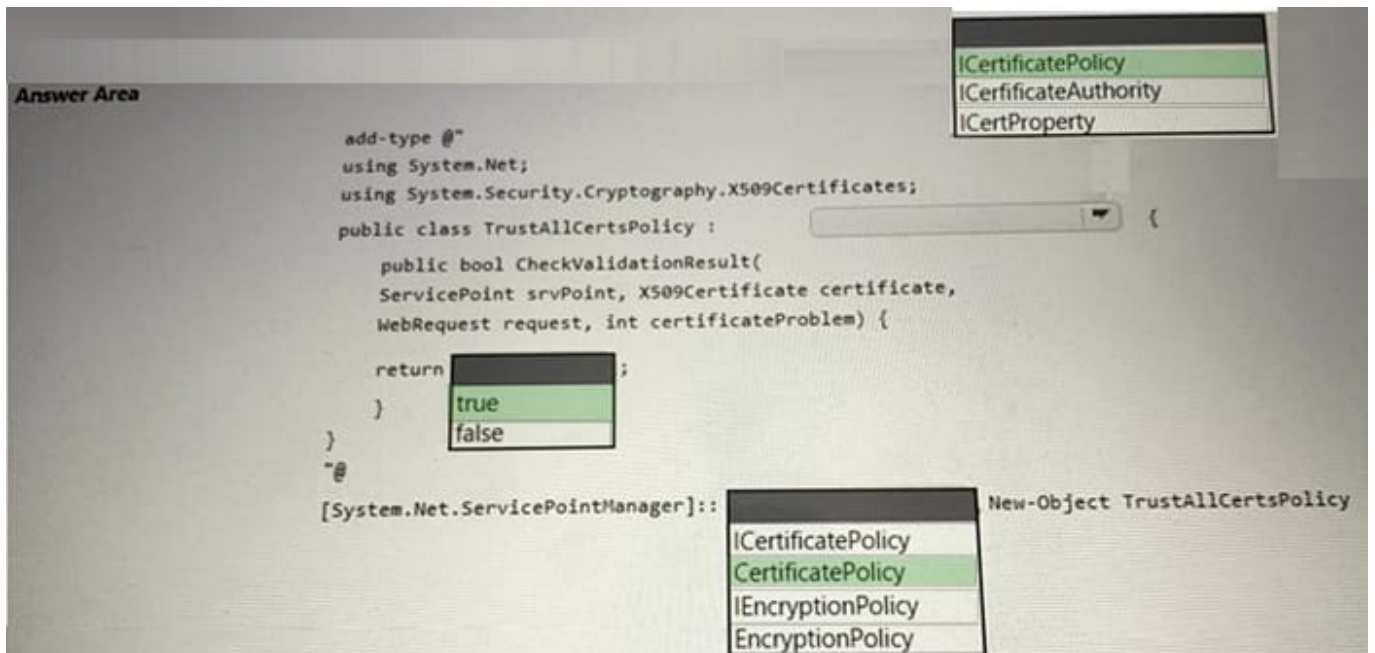 ICertificatePolicy
ICerfificateAuthority
ICertProperty
Answer Area
add-type @"
using System.Net;
using System.Security.Cryptography.X509Certificates;
public class TrustAllCertsPolicy : {
public bool CheckValidationResult(
ServicePoint srvPoint, X509Certificate certificate,
WebRequest request, int certificateProblem) {
return ;
true
}
false
}
"@
[System.Net.ServicePointManager]:: New-Object TrustAllCertsPolicy
ICertificatePolicy
CertificatePolicy
IEncryptionPolicy
EncryptionPolicy